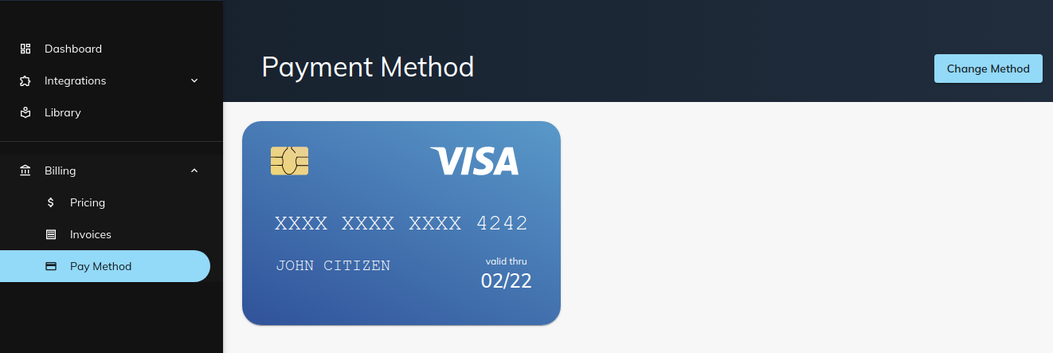 Dashboard
Integrations
Library
Billing
Pricing
Invoices
Pay Method
Payment Method
Change Method
VISA
XXXX XXXX XXXX 4242
JOHN CITIZEN
valid thru
02/22